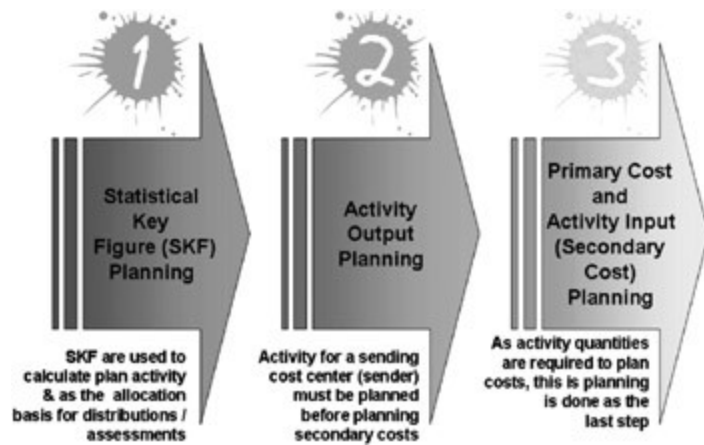 1
Statistical
Key
Figure (SKF)
Planning
SKF are used to
calculate plan activity
& as the allocation
basis for distributions /
assessments
2
Activity
Output
Planning
Activity for a sending
cost center (sender)
must be planned
before planning
secondary costs
3
Primary Cost
and
Activity Input
(Secondary
Cost)
Planning
As activity quantities
are required to plan
costs, this is planning
is done as the
last step